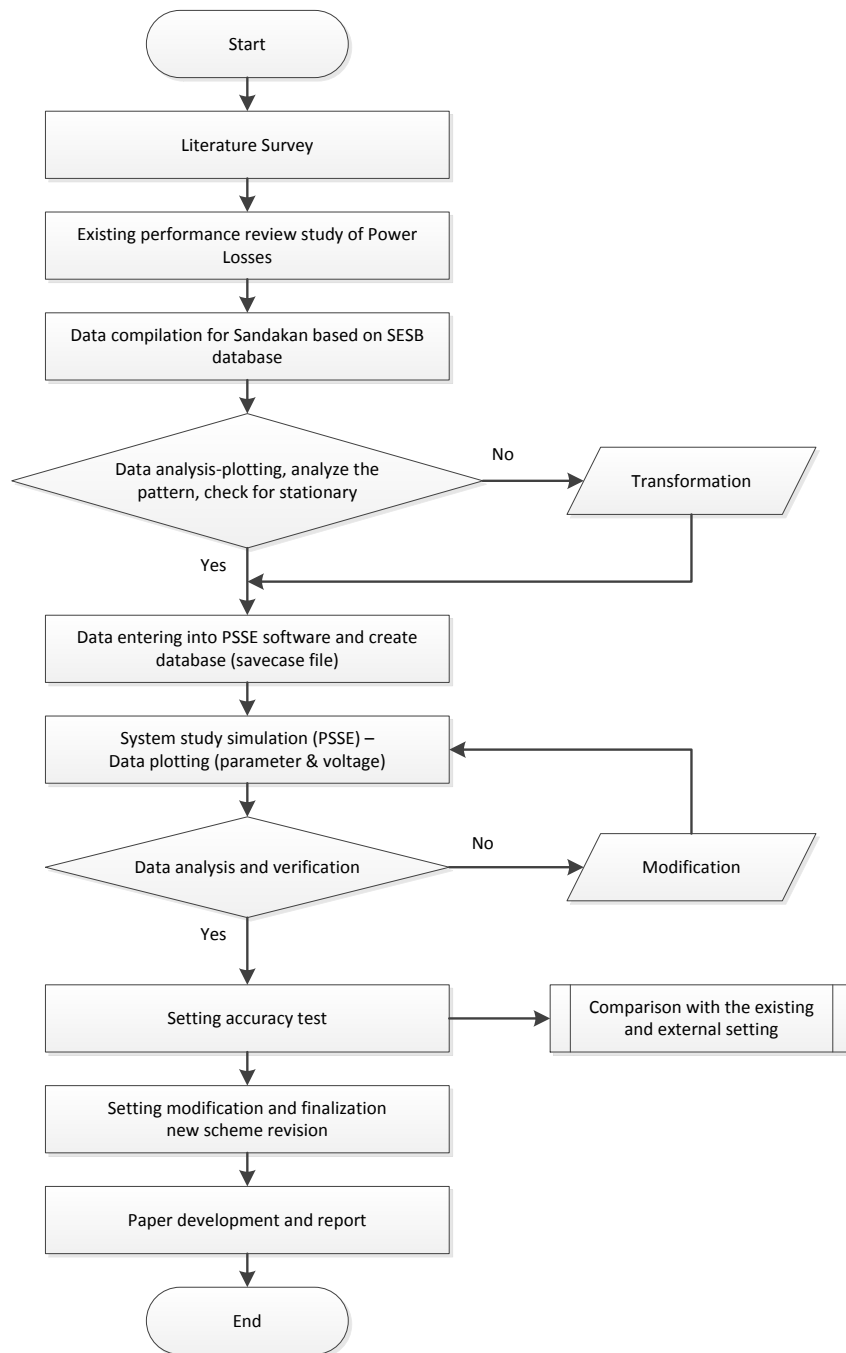 Start
Literature Survey
Existing performance review study of Power
Losses
Data compilation for Sandakan based on SESB
database
Data analysis-plotting, analyze the
pattern, check for stationary
No
Transformation
Yes
Data entering into PSSE software and create
database (savecase file)
System study simulation (PSSE) –
Data plotting (parameter & voltage)
Data analysis and verification
No
Modification
Yes
Setting accuracy test
Comparison with the existing
and external setting
Setting modification and finalization
new scheme revision
Paper development and report
End